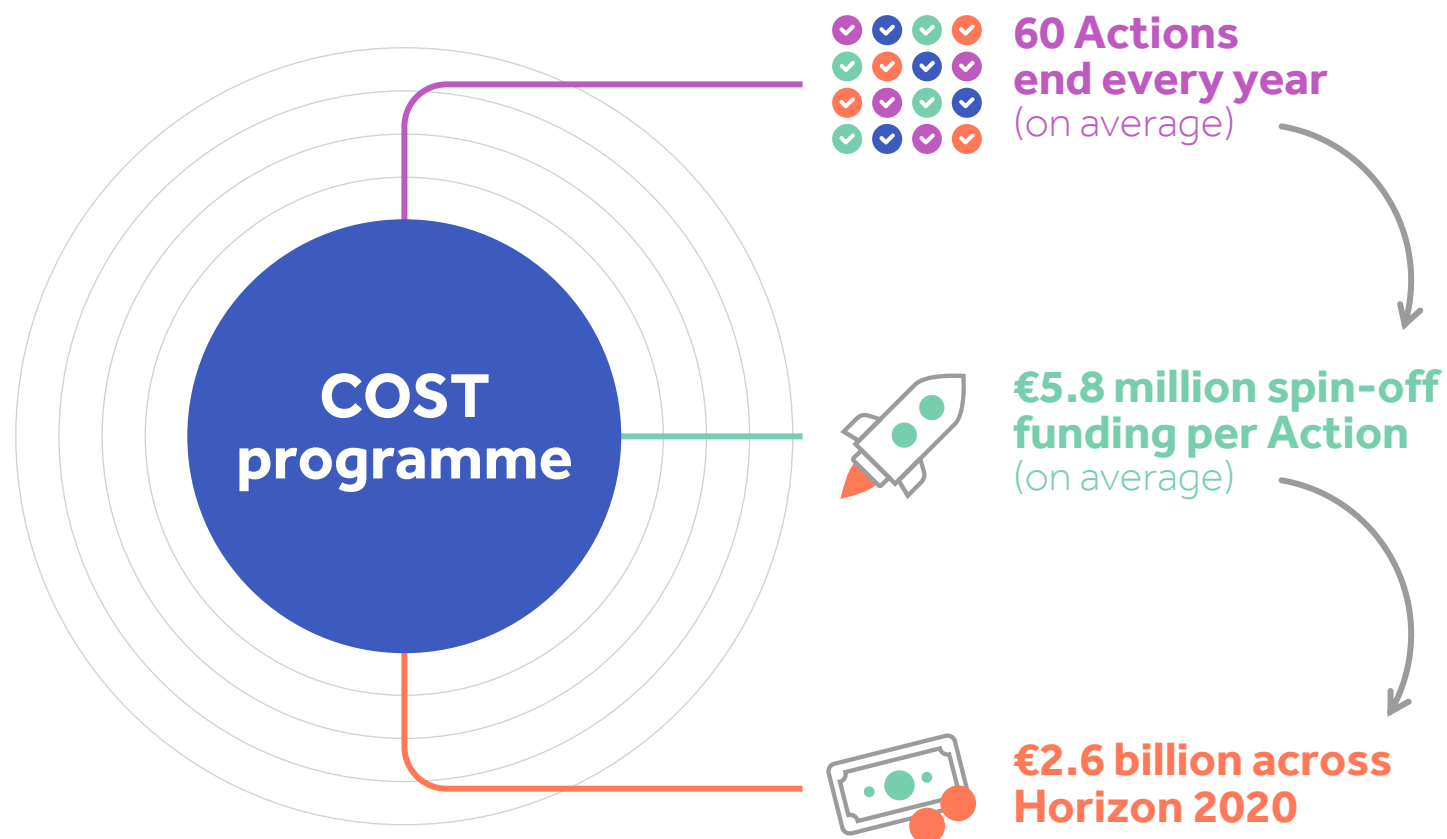 60 Actions
end every year
(on average)
COST
programme
€5.8 million spin-off
funding per Action
(on average)
€2.6 billion across
Horizon 2020